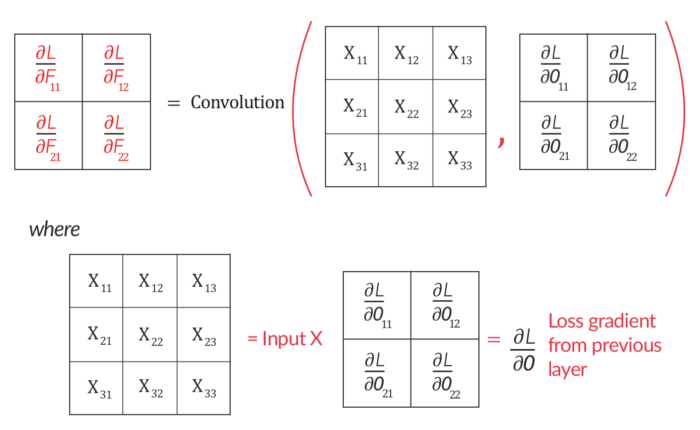 ∂L/∂F₁₁ ∂L/∂F₁₂
∂L/∂F₂₁ ∂L/∂F₂₂
= Convolution (
X₁₁ X₁₂ X₁₃
X₂₁ X₂₂ X₂₃
X₃₁ X₃₂ X₃₃
,
∂L/∂O₁₁ ∂L/∂O₁₂
∂L/∂O₂₁ ∂L/∂O₂₂
)
where
X₁₁ X₁₂ X₁₃
X₂₁ X₂₂ X₂₃
X₃₁ X₃₂ X₃₃
= Input X
∂L/∂O₁₁ ∂L/∂O₁₂
∂L/∂O₂₁ ∂L/∂O₂₂
= ∂L/∂O
Loss gradient
from previous
layer